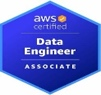 aws
certified
Data
Engineer
ASSOCIATE